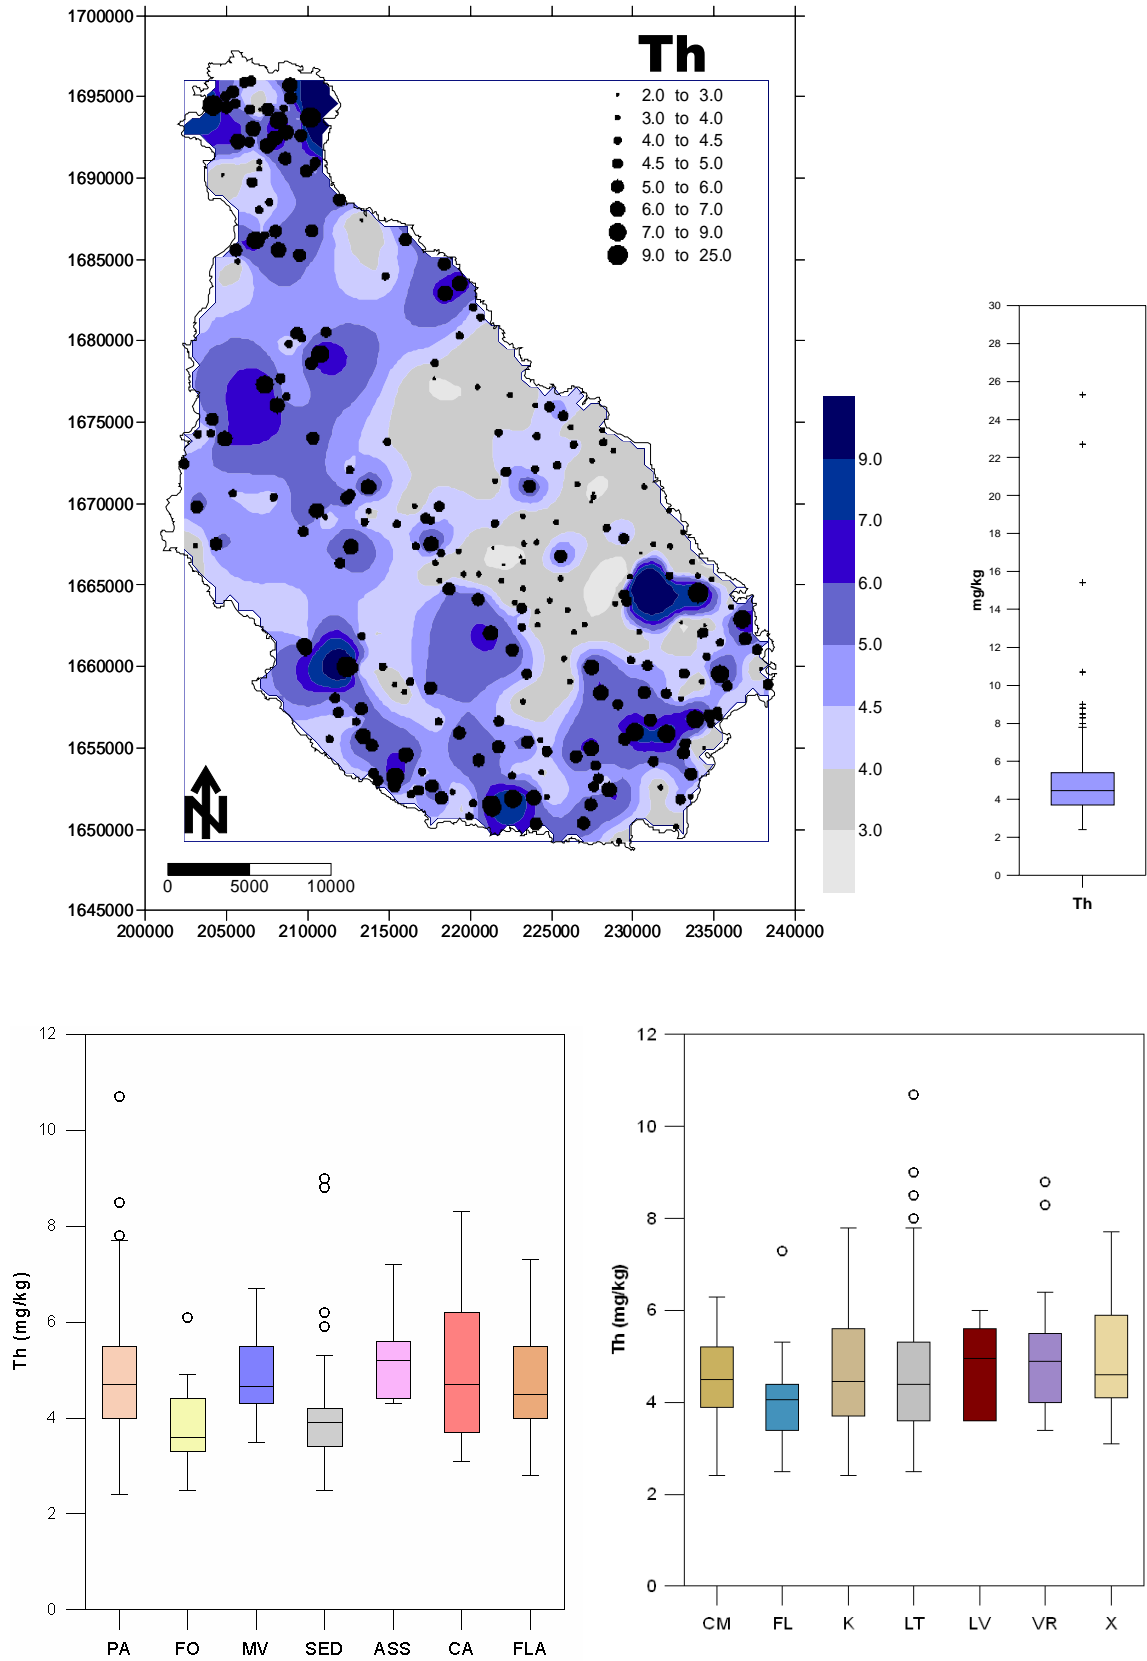 1700000
1695000
1690000
1685000
1680000
1675000
1670000
1665000
1660000
1655000
1650000
1645000
200000 205000 210000 215000 220000 225000 230000 235000 240000
Th
2.0 to 3.0
3.0 to 4.0
4.0 to 4.5
4.5 to 5.0
5.0 to 6.0
6.0 to 7.0
7.0 to 9.0
9.0 to 25.0
N
0 5000 10000
9.0
7.0
6.0
5.0
4.5
4.0
3.0
30
28
26
24
22
20
18
16
14
12
10
8
6
4
2
0
mg/kg
Th
12
10
8
6
4
2
0
Th (mg/kg)
PA FO MV SED ASS CA FLA
12
10
8
6
4
2
0
Th (mg/kg)
CM FL K LT LV VR X